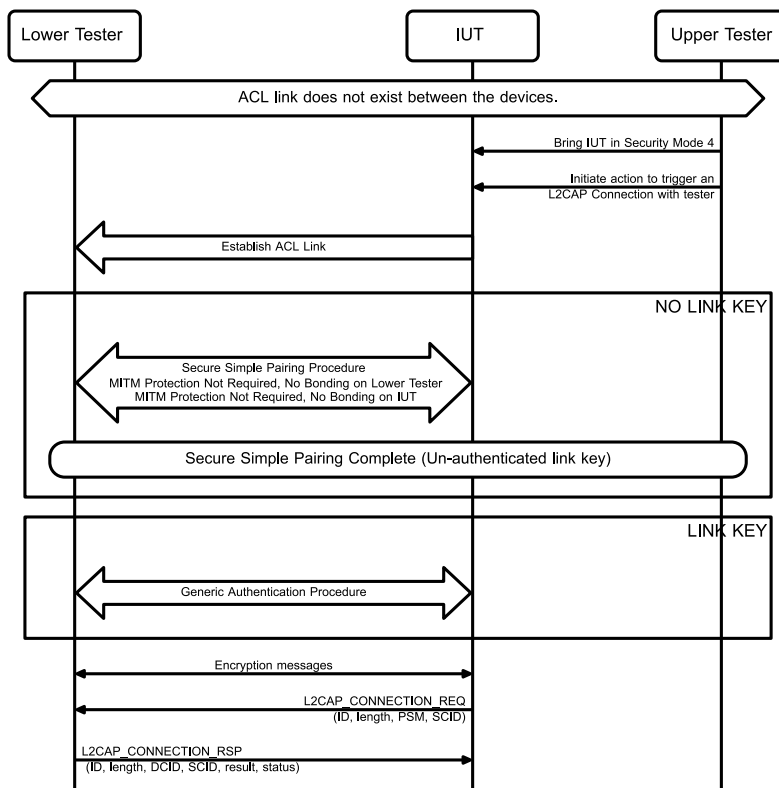 Lower Tester
IUT
Upper Tester
ACL link does not exist between the devices.
Bring IUT in Security Mode 4
Initiate action to trigger an
L2CAP Connection with tester
Establish ACL Link
NO LINK KEY
Secure Simple Pairing Procedure
MITM Protection Not Required, No Bonding on Lower Tester
MITM Protection Not Required, No Bonding on IUT
Secure Simple Pairing Complete (Un-authenticated link key)
LINK KEY
Generic Authentication Procedure
Encryption messages
L2CAP_CONNECTION_REQ
(ID, length, PSM, SCID)
L2CAP_CONNECTION_RSP
(ID, length, DCID, SCID, result, status)